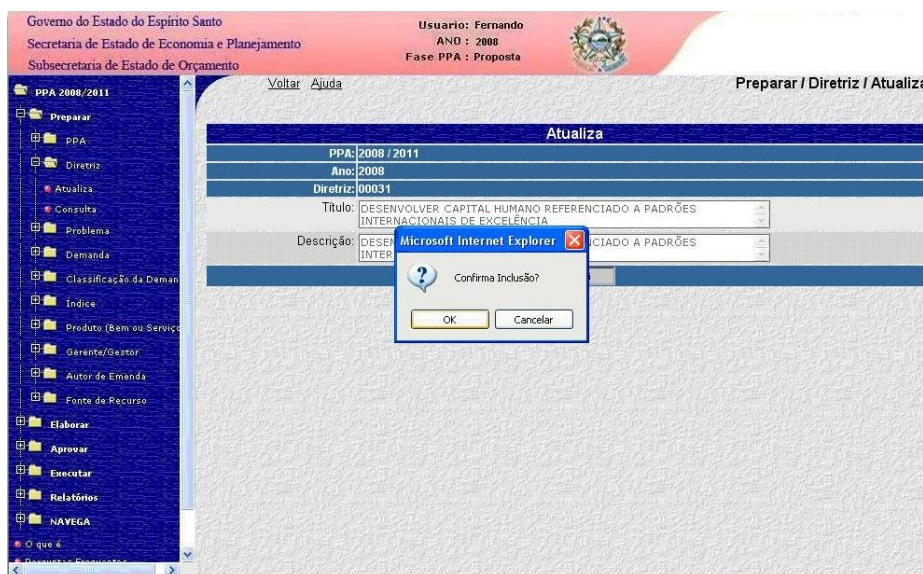 Governo do Estado do Espírito Santo
Secretaria de Estado de Economia e Planejamento
Subsecretaria de Estado de Orçamento
Usuario: Fernando
ANO : 2008
Fase PPA : Proposta
Voltar Ajuda
Preparar / Diretriz / Atualiza
PPA 2008/2011
Preparar
PPA
Diretriz
Atualiza
Consulta
Problema
Demanda
Classificação da Deman
Índice
Produto (Bem ou Serviço
Gerente/Gestor
Autor de Emenda
Fonte de Recurso
Elaborar
Aprovar
Executar
Relatórios
NAVEGA
O que é
Perguntas Frequentes
Atualiza
PPA: 2008 / 2011
Ano: 2008
Diretriz: 00031
Título: DESENVOLVER CAPITAL HUMANO REFERENCIADO A PADRÕES
INTERNACIONAIS DE EXCELÊNCIA
Descrição: DESEN NCIADO A PADRÕES
INTER
Microsoft Internet Explorer
Confirma Inclusão?
OK Cancelar